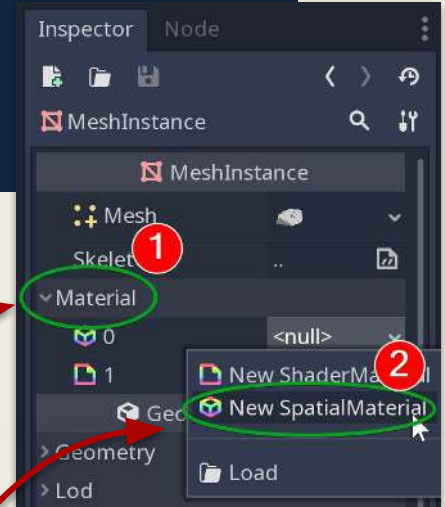 Inspector Node
MeshInstance
MeshInstance
Mesh
Skelet ..
1
Material
0 <null>
1
2
New ShaderMa l
New SpatialMaterial
Geo
Geometry
Load
Lod